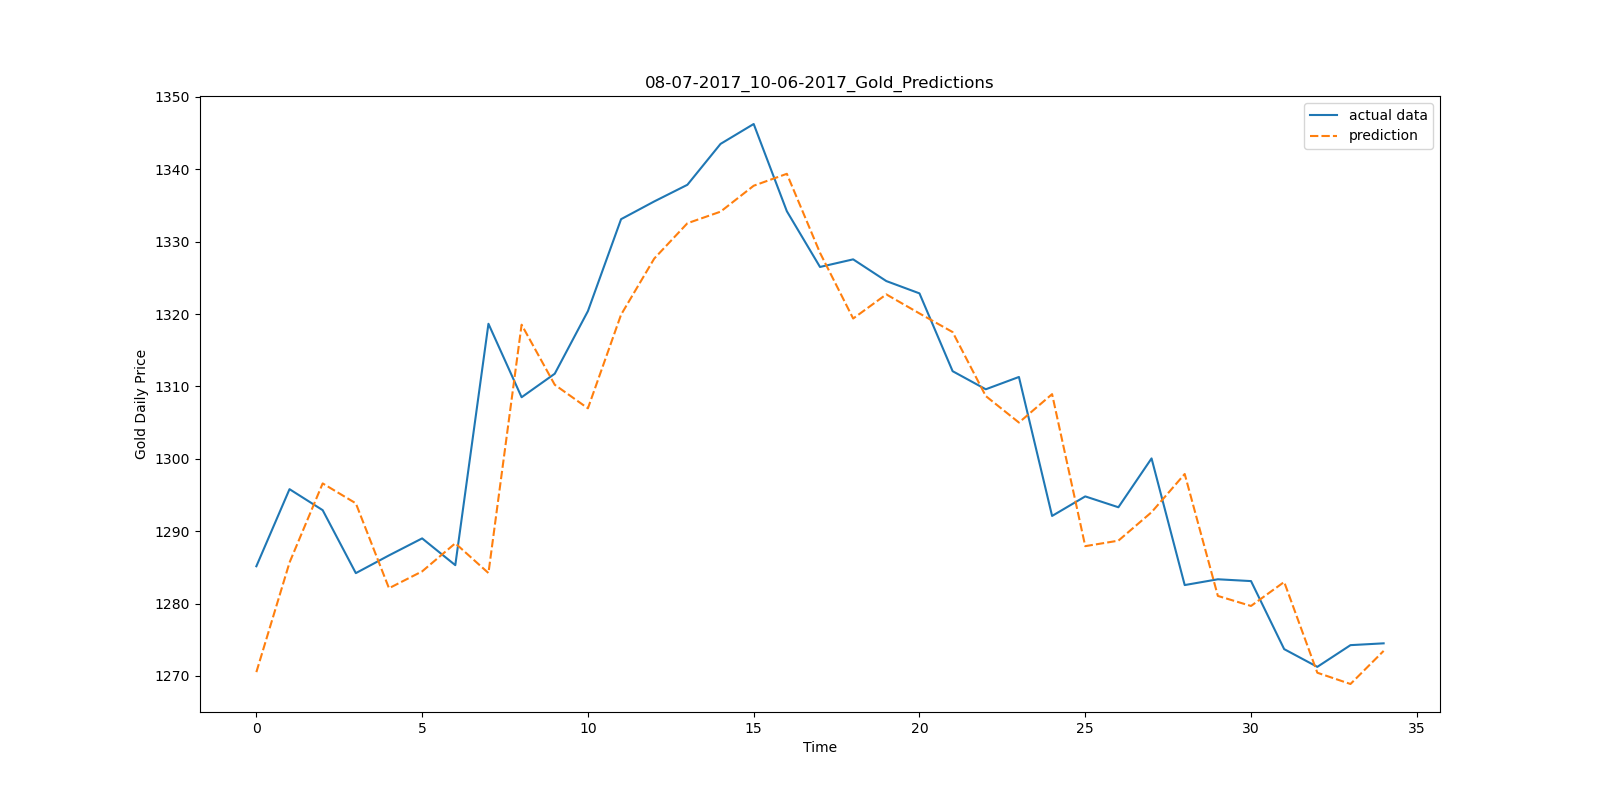 08-07-2017_10-06-2017_Gold_Predictions
actual data
prediction
Gold Daily Price
1350
1340
1330
1320
1310
1300
1290
1280
1270
0 5 10 15 20 25 30 35
Time